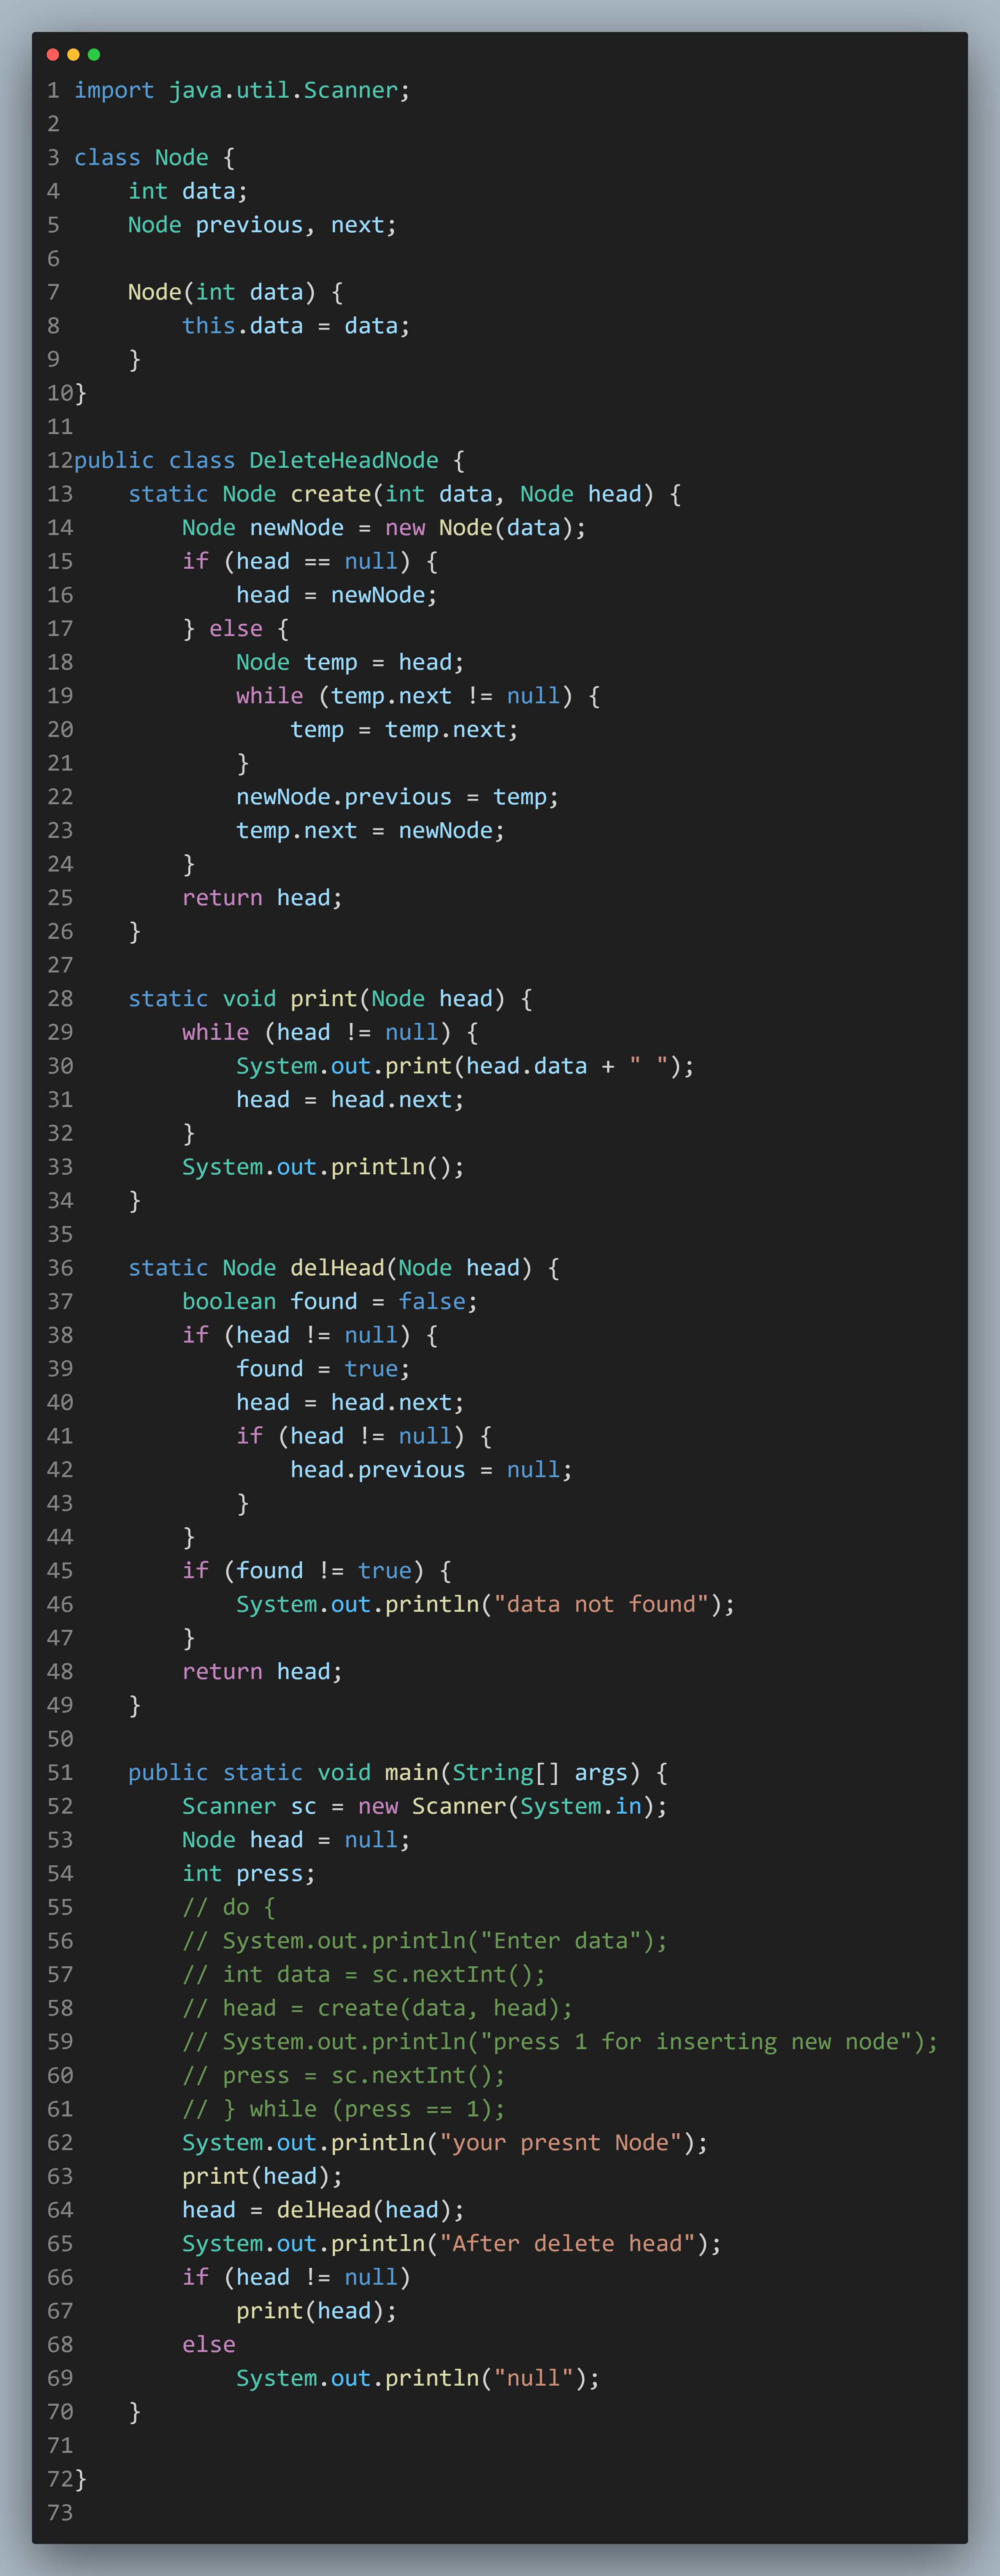 1 import java.util.Scanner;
2
3 class Node {
4     int data;
5     Node previous, next;
6
7     Node(int data) {
8         this.data = data;
9     }
10}
11
12public class DeleteHeadNode {
13    static Node create(int data, Node head) {
14        Node newNode = new Node(data);
15        if (head == null) {
16            head = newNode;
17        } else {
18            Node temp = head;
19            while (temp.next != null) {
20                temp = temp.next;
21            }
22            newNode.previous = temp;
23            temp.next = newNode;
24        }
25        return head;
26    }
27
28    static void print(Node head) {
29        while (head != null) {
30            System.out.print(head.data + " ");
31            head = head.next;
32        }
33        System.out.println();
34    }
35
36    static Node delHead(Node head) {
37        boolean found = false;
38        if (head != null) {
39            found = true;
40            head = head.next;
41            if (head != null) {
42                head.previous = null;
43            }
44        }
45        if (found != true) {
46            System.out.println("data not found");
47        }
48        return head;
49    }
50
51    public static void main(String[] args) {
52        Scanner sc = new Scanner(System.in);
53        Node head = null;
54        int press;
55        // do {
56        // System.out.println("Enter data");
57        // int data = sc.nextInt();
58        // head = create(data, head);
59        // System.out.println("press 1 for inserting new node");
60        // press = sc.nextInt();
61        // } while (press == 1);
62        System.out.println("your presnt Node");
63        print(head);
64        head = delHead(head);
65        System.out.println("After delete head");
66        if (head != null)
67            print(head);
68        else
69            System.out.println("null");
70    }
71
72}
73